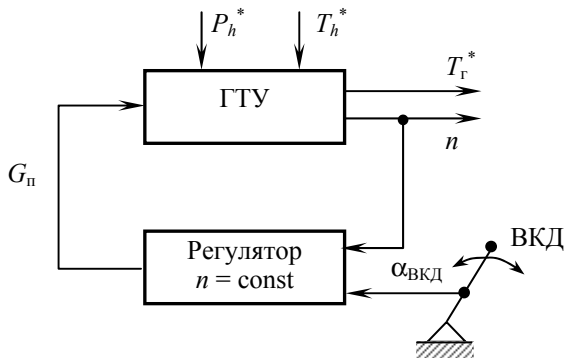 P_h^* T_h^*
ГТУ
T_г^*
n
G_п
Регулятор
n = const
ВКД
α_ВКД